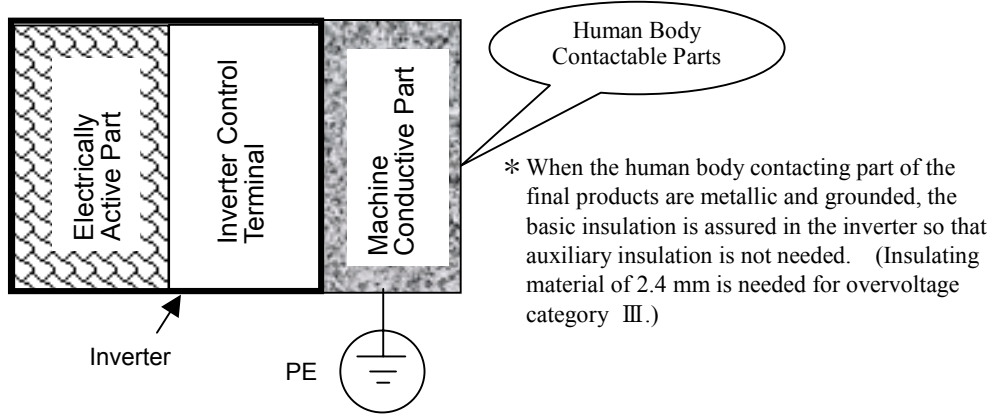 Human Body
Contactable Parts
Electrically
Active Part
Inverter Control
Terminal
Machine
Conductive Part
* When the human body contacting part of the
final products are metallic and grounded, the
basic insulation is assured in the inverter so that
auxiliary insulation is not needed. (Insulating
material of 2.4 mm is needed for overvoltage
category Ⅲ.)
Inverter
PE